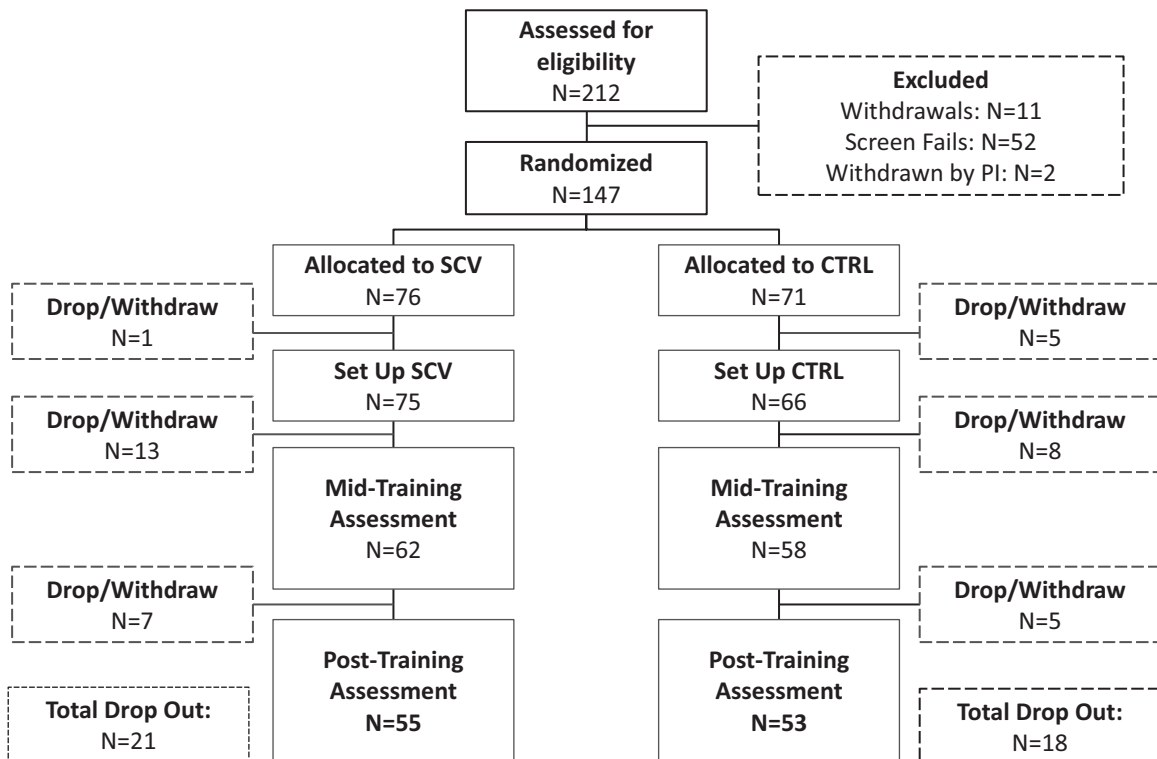 Assessed for
eligibility
N=212
Excluded
Withdrawals: N=11
Screen Fails: N=52
Withdrawn by PI: N=2
Randomized
N=147
Allocated to SCV
N=76
Allocated to CTRL
N=71
Drop/Withdraw
N=1
Drop/Withdraw
N=5
Set Up SCV
N=75
Set Up CTRL
N=66
Drop/Withdraw
N=13
Drop/Withdraw
N=8
Mid-Training
Assessment
N=62
Mid-Training
Assessment
N=58
Drop/Withdraw
N=7
Drop/Withdraw
N=5
Post-Training
Assessment
N=55
Post-Training
Assessment
N=53
Total Drop Out:
N=21
Total Drop Out:
N=18